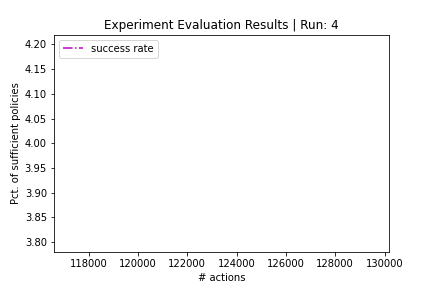 Experiment Evaluation Results | Run: 4
success rate
Pct. of sufficient policies
4.20
4.15
4.10
4.05
4.00
3.95
3.90
3.85
3.80
118000 120000 122000 124000 126000 128000 130000
# actions